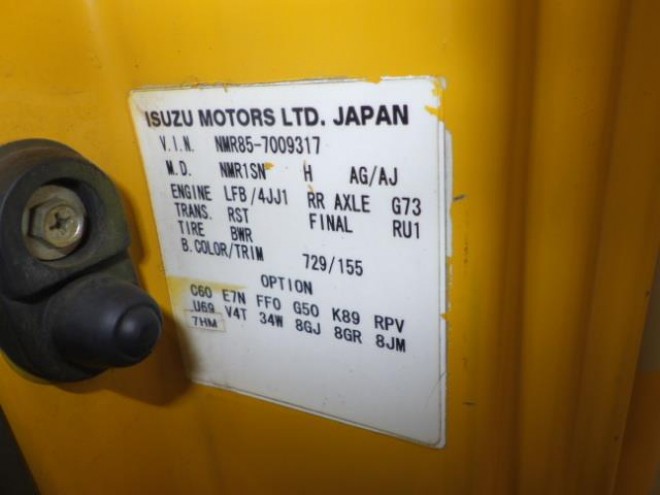 ISUZU MOTORS LTD. JAPAN
V.I.N. NMR85-7009317
M.D. NMR1SN H AG/AJ
ENGINE LFB/4JJ1 RR AXLE G73
TRANS. RST FINAL RU1
TIRE BWR
B.COLOR/TRIM 729/155
OPTION
C60 E7N FF0 G50 K89 RPV
U69 V4T 34W 8GJ 8GR 8JM
7HM